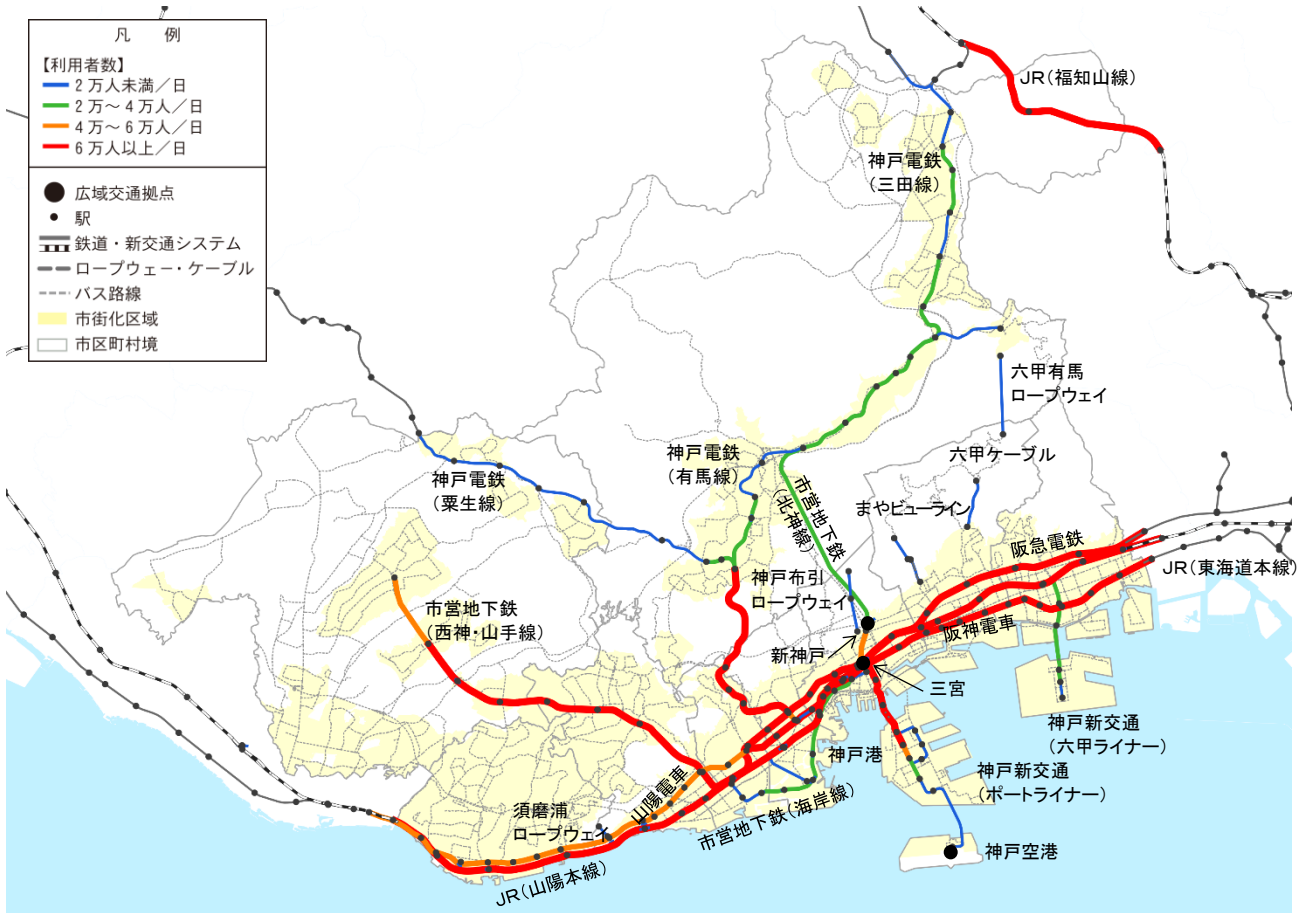 凡　例
【利用者数】
2万人未満／日
2万～4万人／日
4万～6万人／日
6万人以上／日
広域交通拠点
駅
鉄道・新交通システム
ロープウェー・ケーブル
バス路線
市街化区域
市区町村境
JR(福知山線)
神戸電鉄
(三田線)
六甲有馬
ロープウェイ
六甲ケーブル
神戸電鉄
(有馬線)
神戸電鉄
(粟生線)
市営地下鉄
(北神線)
まやビューライン
阪急電鉄
JR(東海道本線)
神戸布引
ロープウェイ
市営地下鉄
(西神・山手線)
阪神電車
新神戸
三宮
神戸新交通
(六甲ライナー)
神戸港
神戸新交通
(ポートライナー)
山陽電車
須磨浦
ロープウェイ
市営地下鉄(海岸線)
神戸空港
JR(山陽本線)